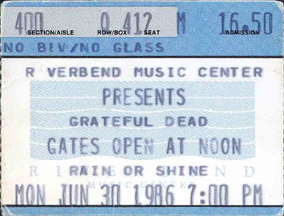 400 0 412 M 16.50
SECTION/AISLE ROW/BOX SEAT ADMISSION
NO BEV/NO GLASS
R VERBEND MUSIC CENTER
PRESENTS
GRATEFUL DEAD
GATES OPEN AT NOON
RAIN OR SHINE
MON JUN 30 1986 7:00 PM